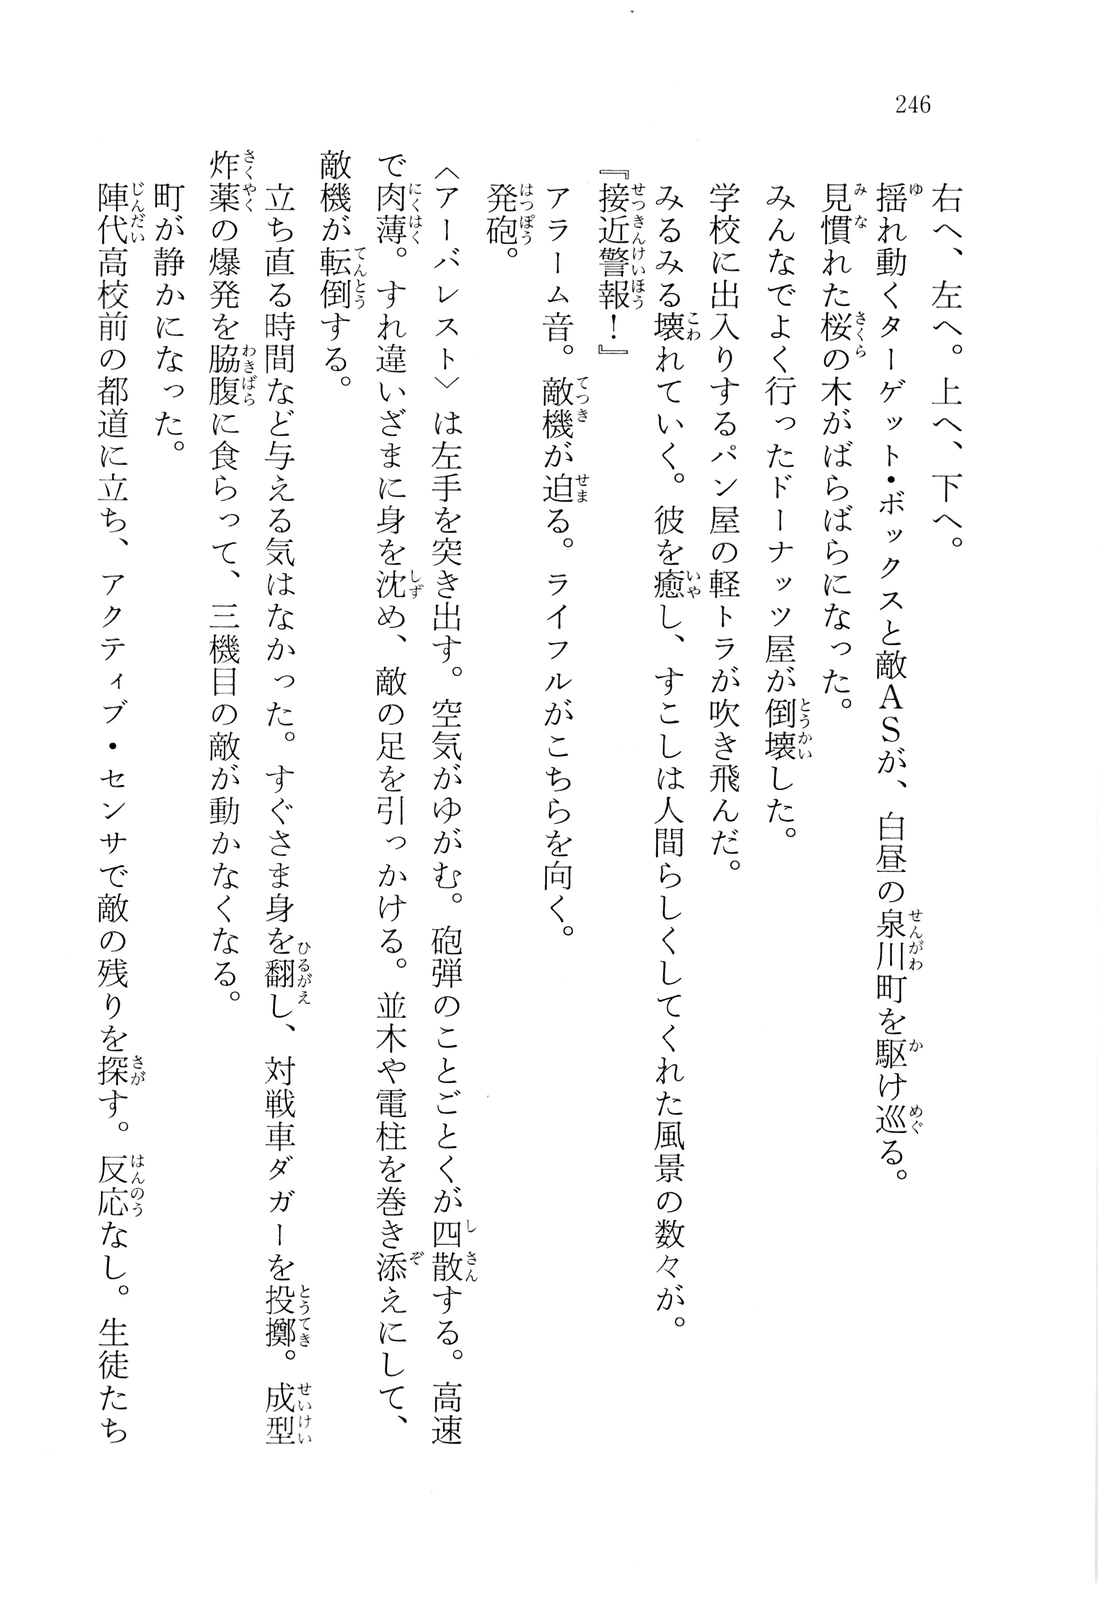 246
右へ、左へ。上へ、下へ。
揺れ動くターゲット・ボックスと敵ASが、白昼の泉川町を駆け巡る。
見慣れた桜の木がばらばらになった。
みんなでよく行ったドーナッツ屋が倒壊した。
学校に出入りするパン屋の軽トラが吹き飛んだ。
みるみる壊れていく。彼を癒し、すこしは人間らしくしてくれた風景の数々が。
『接近警報！』
アラーム音。敵機が迫る。ライフルがこちらを向く。
発砲。
〈アーバレスト〉は左手を突き出す。空気がゆがむ。砲弾のことごとくが四散する。高速
で肉薄。すれ違いざまに身を沈め、敵の足を引っかける。並木や電柱を巻き添えにして、
敵機が転倒する。
立ち直る時間など与える気はなかった。すぐさま身を翻し、対戦車ダガーを投擲。成型
炸薬の爆発を脇腹に食らって、三機目の敵が動かなくなる。
町が静かになった。
陣代高校前の都道に立ち、アクティブ・センサで敵の残りを探す。反応なし。生徒たち